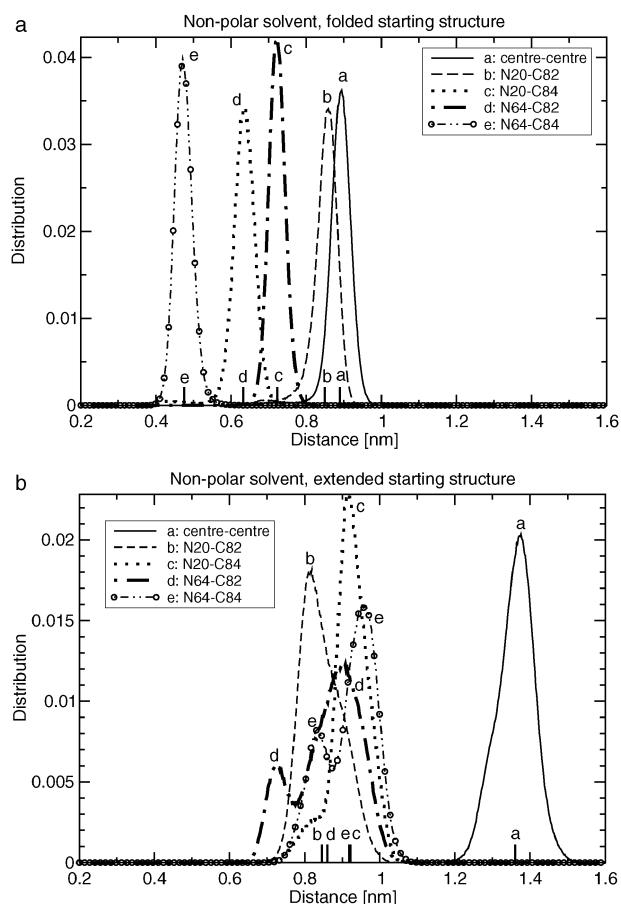 a
Non-polar solvent, folded starting structure
0.04
0.03
0.02
0.01
0
Distribution
e
d
c
b
a
a: centre-centre
b: N20-C82
c: N20-C84
d: N64-C82
e: N64-C84
e
d
c
b
a
0.2
0.4
0.6
0.8
1
1.2
1.4
1.6
Distance [nm]
b
Non-polar solvent, extended starting structure
0.02
0.015
0.01
0.005
0
Distribution
a: centre-centre
b: N20-C82
c: N20-C84
d: N64-C82
e: N64-C84
c
a
b
e
d
e
d
b
d
e
c
a
0.2
0.4
0.6
0.8
1
1.2
1.4
1.6
Distance [nm]